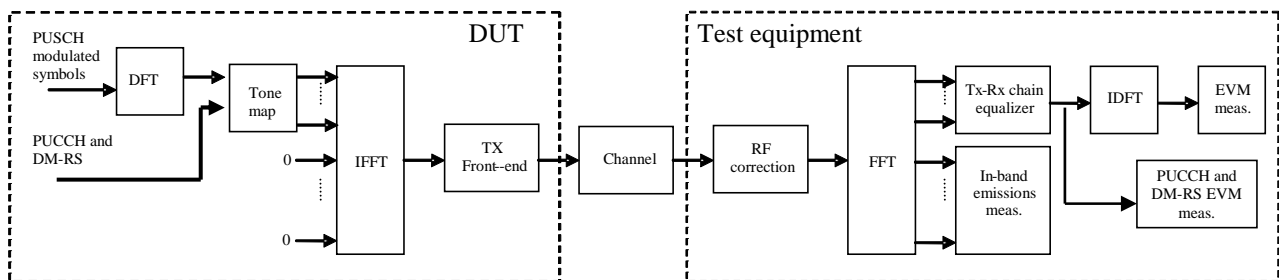 DUT
Test equipment
PUSCH
modulated
symbols
DFT
Tone
map
PUCCH and
DM-RS
0
0
IFFT
TX
Front--end
Channel
RF
correction
FFT
Tx-Rx chain
equalizer
IDFT
EVM
meas.
In-band
emissions
meas.
PUCCH and
DM-RS EVM
meas.